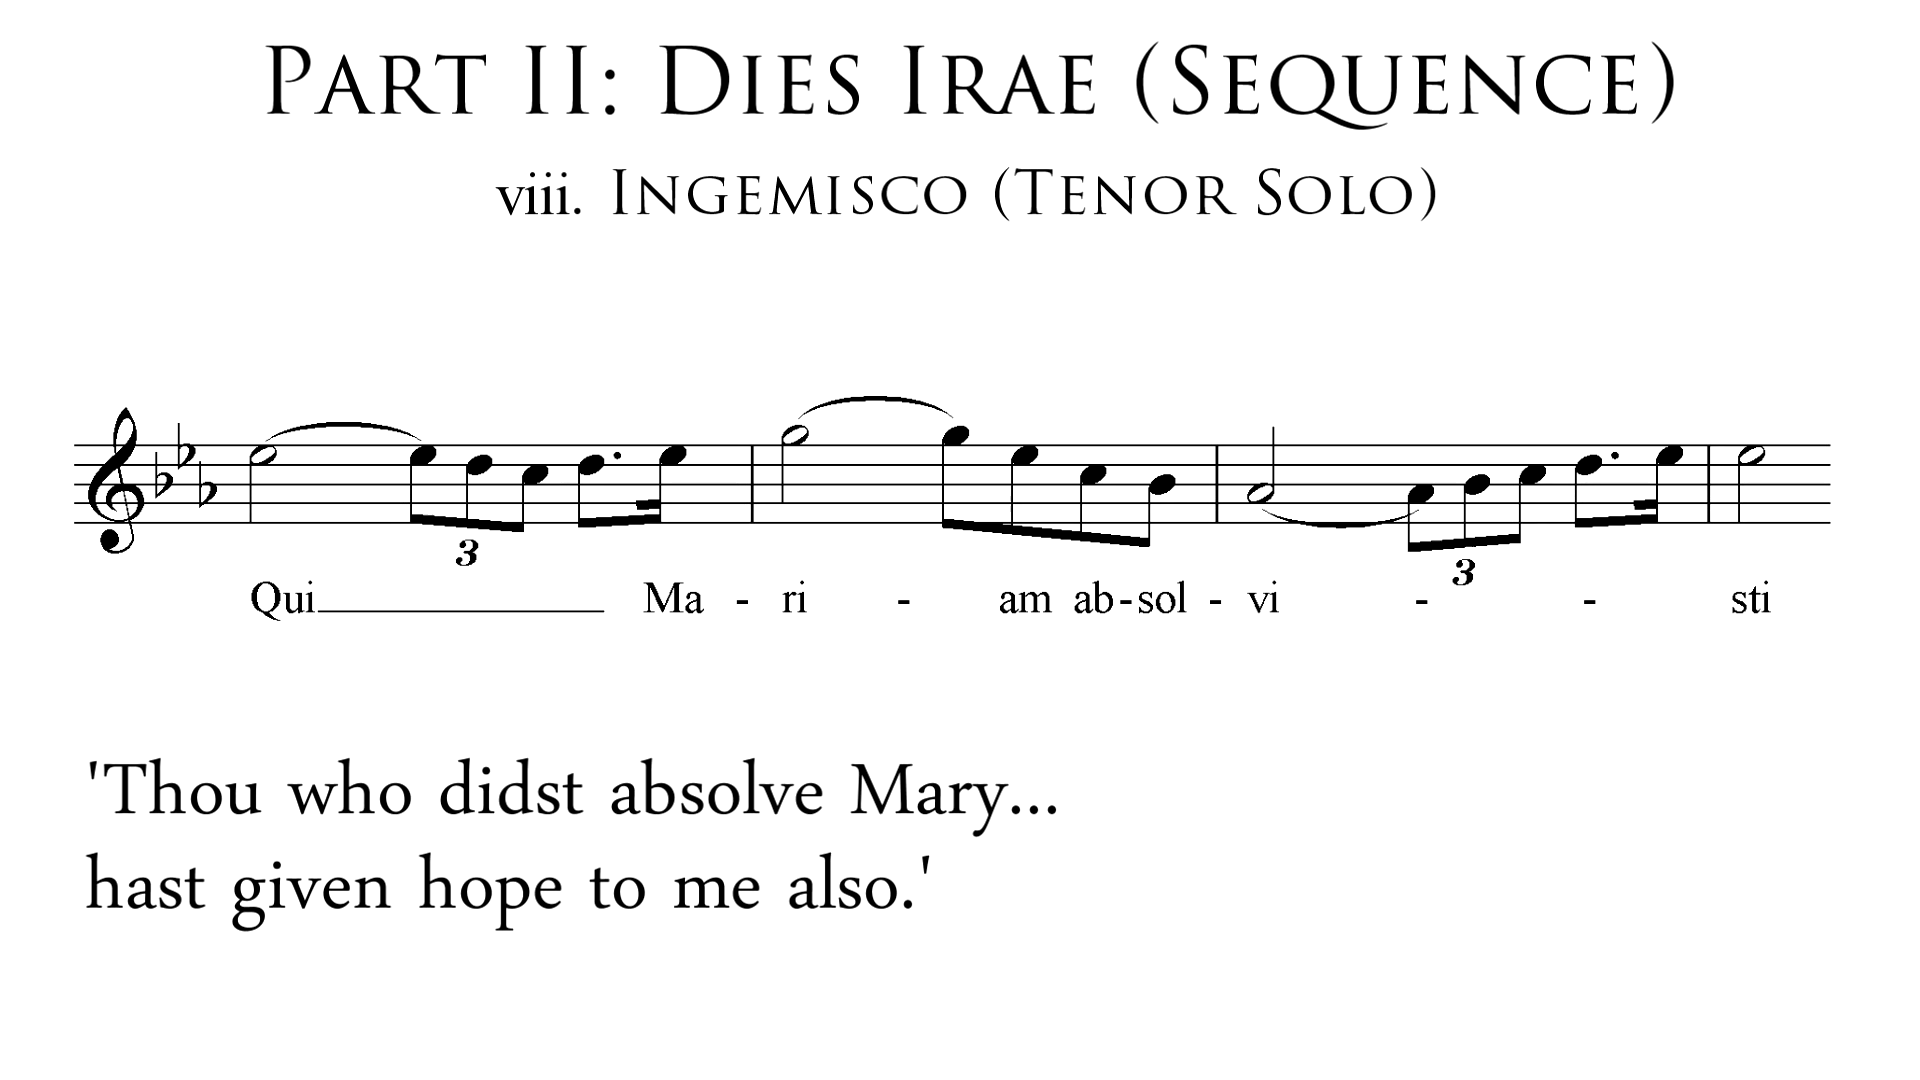 PART II: DIES IRAE (SEQUENCE)
viii. INGEMISCO (TENOR SOLO)
3
3
Qui Ma - ri - am ab - sol - vi - - sti
'Thou who didst absolve Mary...
hast given hope to me also.'